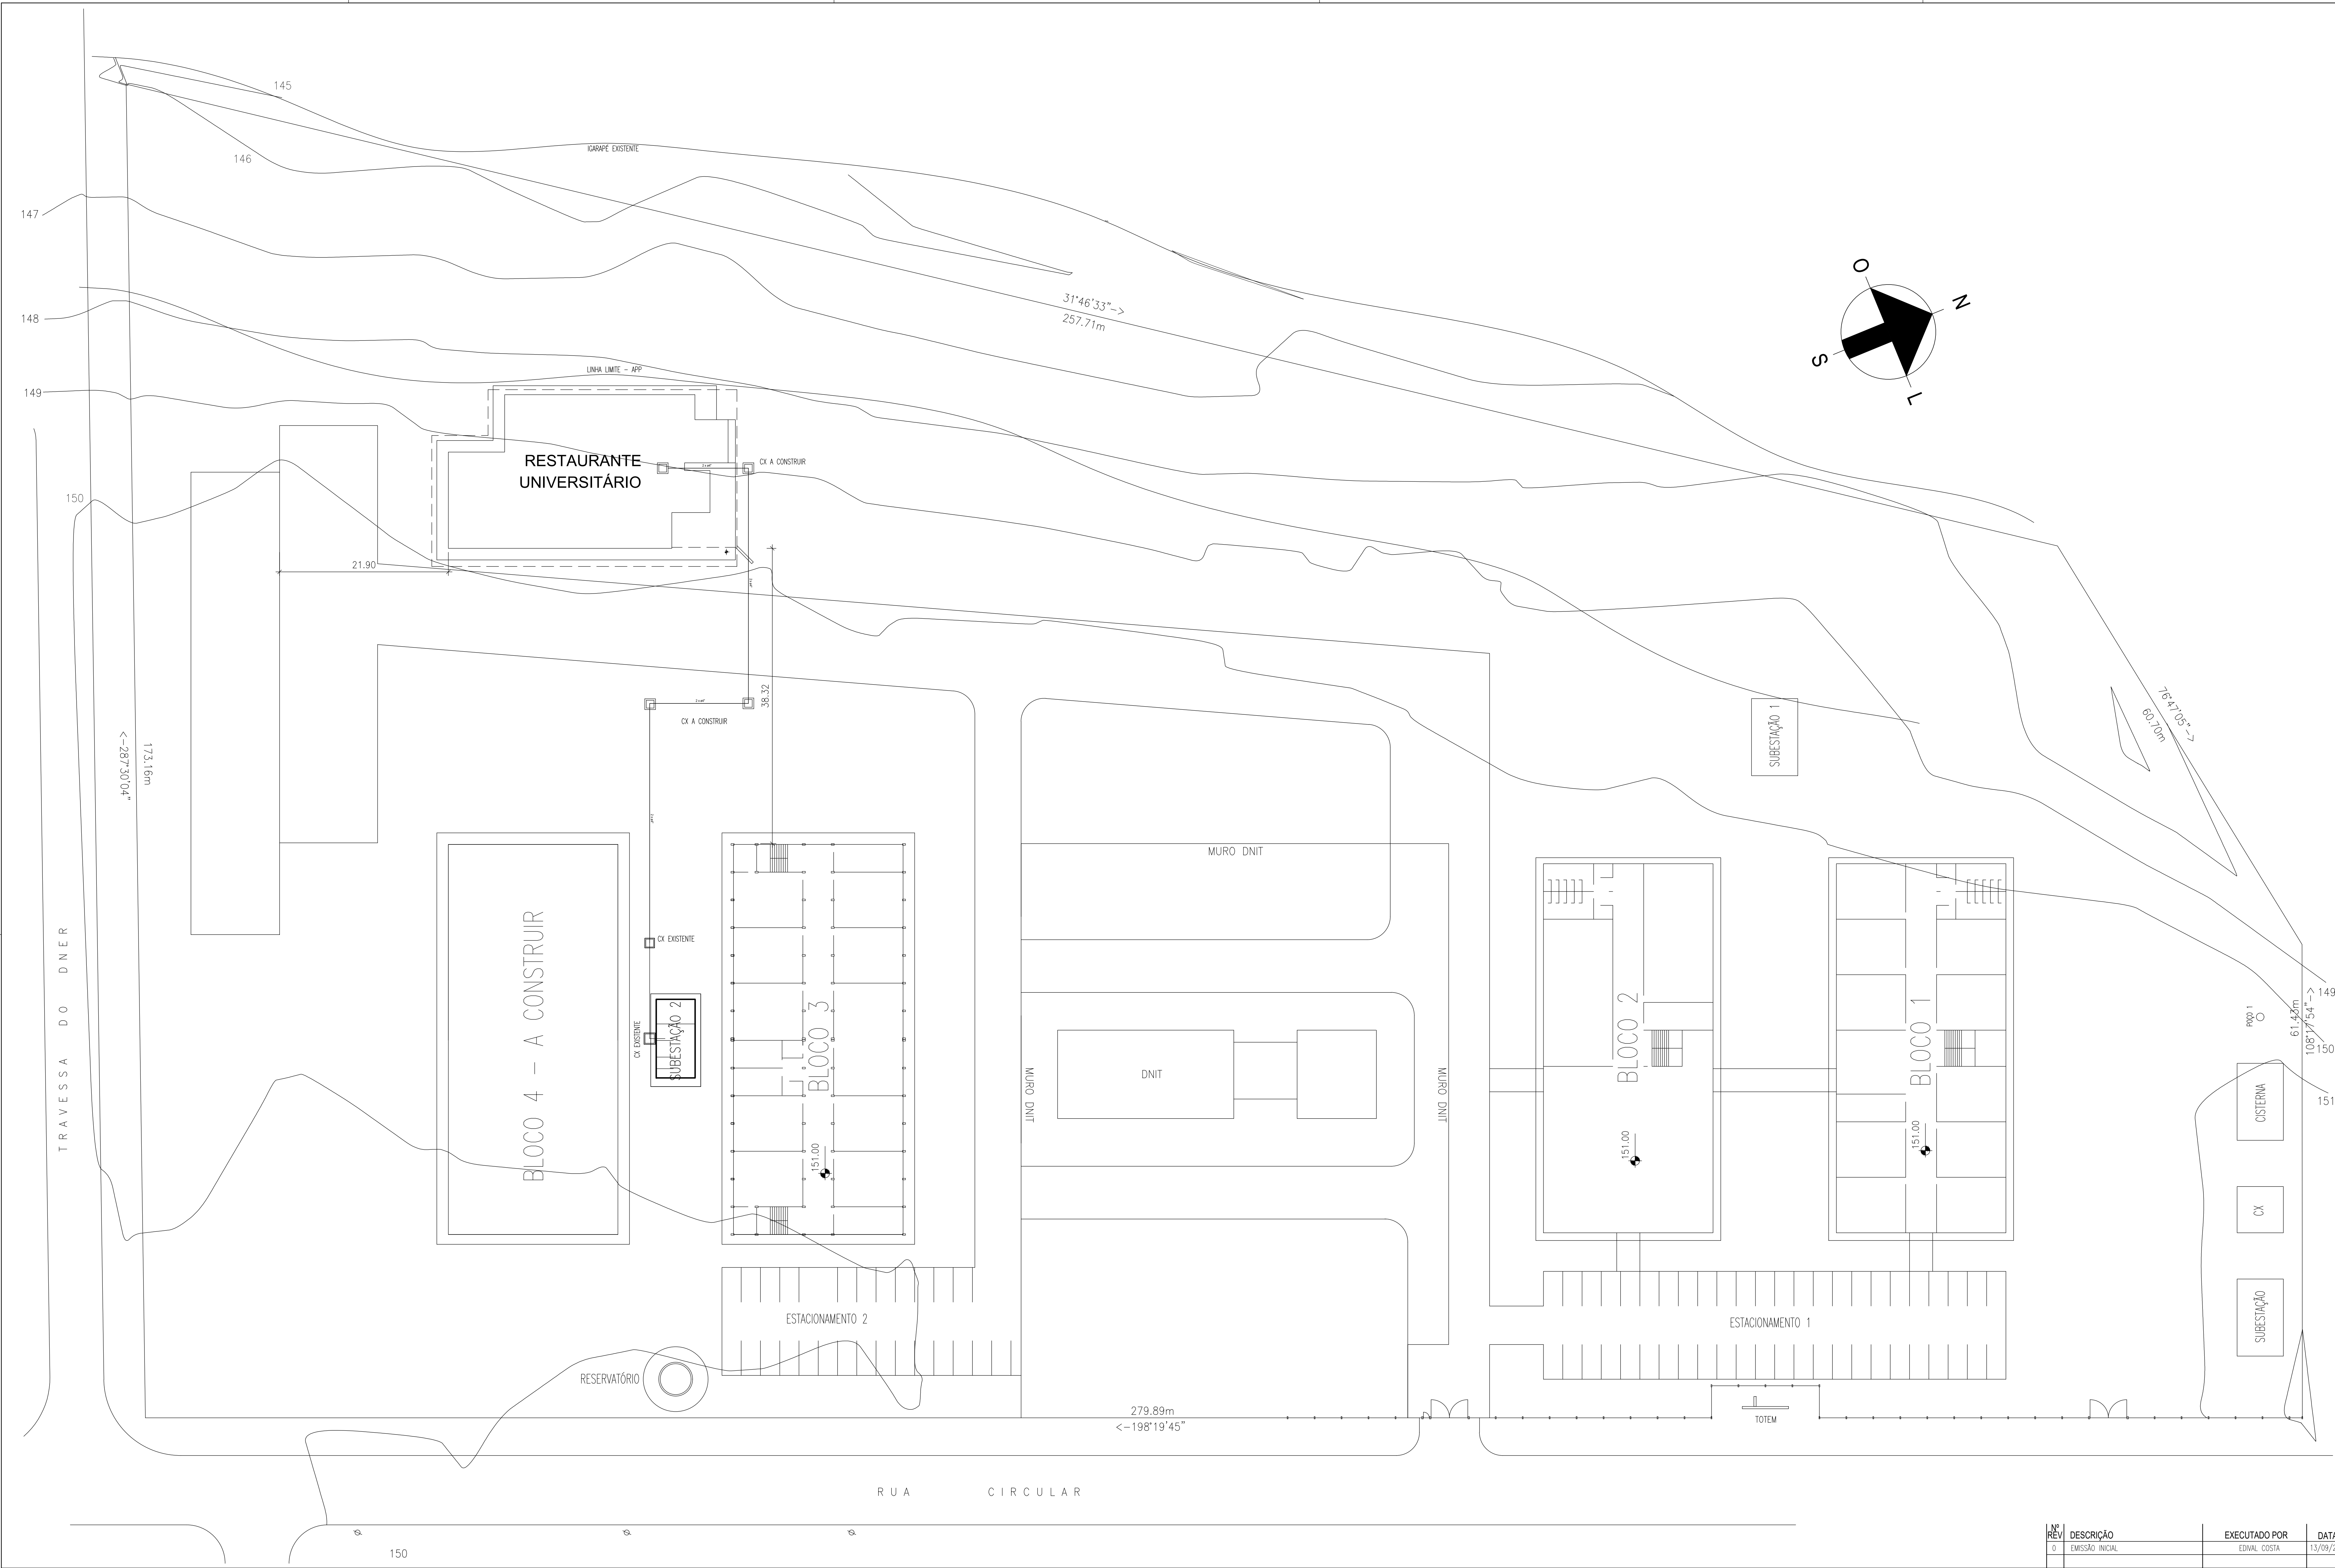 145
146
IGARAPÉ EXISTENTE
147
31°46'33"->
257.71m
O
N
S
L
148
LINHA LIMITE - APP
149
RESTAURANTE
UNIVERSITÁRIO
CX A CONSTRUIR
150
21.90
38.32
CX A CONSTRUIR
SUBESTAÇÃO 1
76°47'05"->
60.70m
<-287°30'04"
173.16m
MURO DNIT
TRAVESSA DO DNER
BLOCO 4 - A CONSTRUIR
CX EXISTENTE
CX EXISTENTE
SUBESTAÇÃO 2
BLOCO 3
151.00
MURO DNIT
DNIT
MURO DNIT
BLOCO 2
151.00
BLOCO 1
151.00
POÇO 1
61.43m
108°17'54"->
149
150
151
CISTERNA
CX
SUBESTAÇÃO
ESTACIONAMENTO 2
ESTACIONAMENTO 1
RESERVATÓRIO
279.89m
<-198°19'45"
TOTEM
RUA CIRCULAR
150
Nº
REV DESCRIÇÃO EXECUTADO POR DATA
0 EMISSÃO INICIAL EDIVAL COSTA 13/09/2